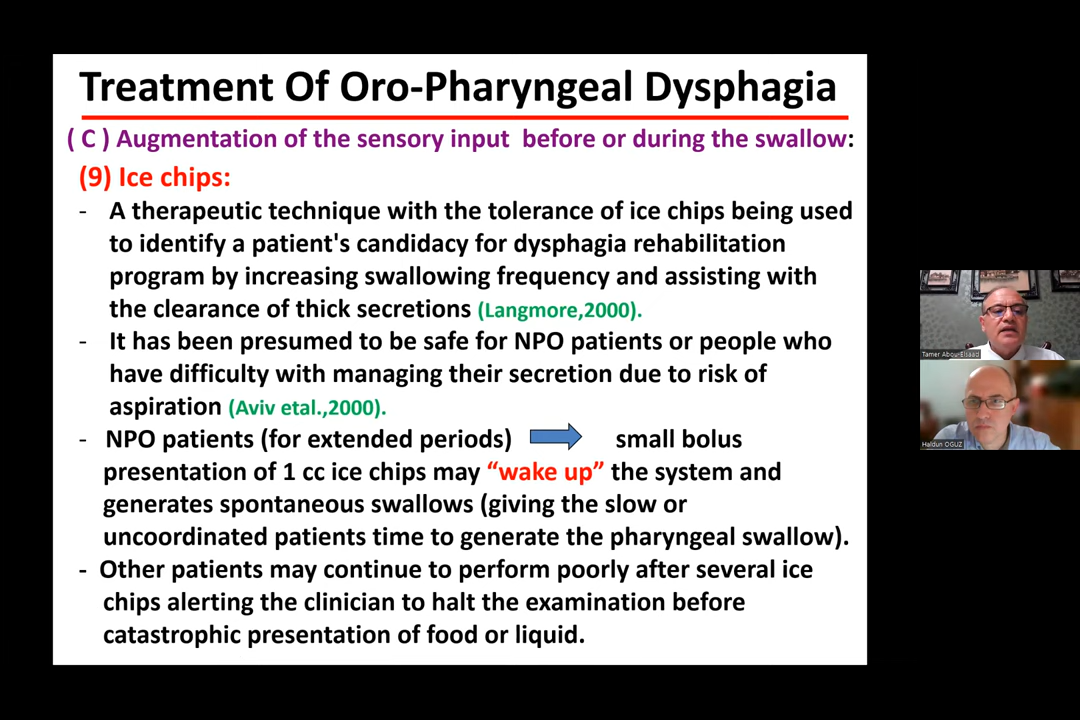 Treatment Of Oro-Pharyngeal Dysphagia
( C ) Augmentation of the sensory input before or during the swallow:
(9) Ice chips:
- A therapeutic technique with the tolerance of ice chips being used
to identify a patient's candidacy for dysphagia rehabilitation
program by increasing swallowing frequency and assisting with
the clearance of thick secretions (Langmore,2000).
- It has been presumed to be safe for NPO patients or people who
have difficulty with managing their secretion due to risk of
aspiration (Aviv etal.,2000).
- NPO patients (for extended periods) small bolus
presentation of 1 cc ice chips may “wake up” the system and
generates spontaneous swallows (giving the slow or
uncoordinated patients time to generate the pharyngeal swallow).
- Other patients may continue to perform poorly after several ice
chips alerting the clinician to halt the examination before
catastrophic presentation of food or liquid.
Tamer Abou-Elsaad
Haldun OGUZ